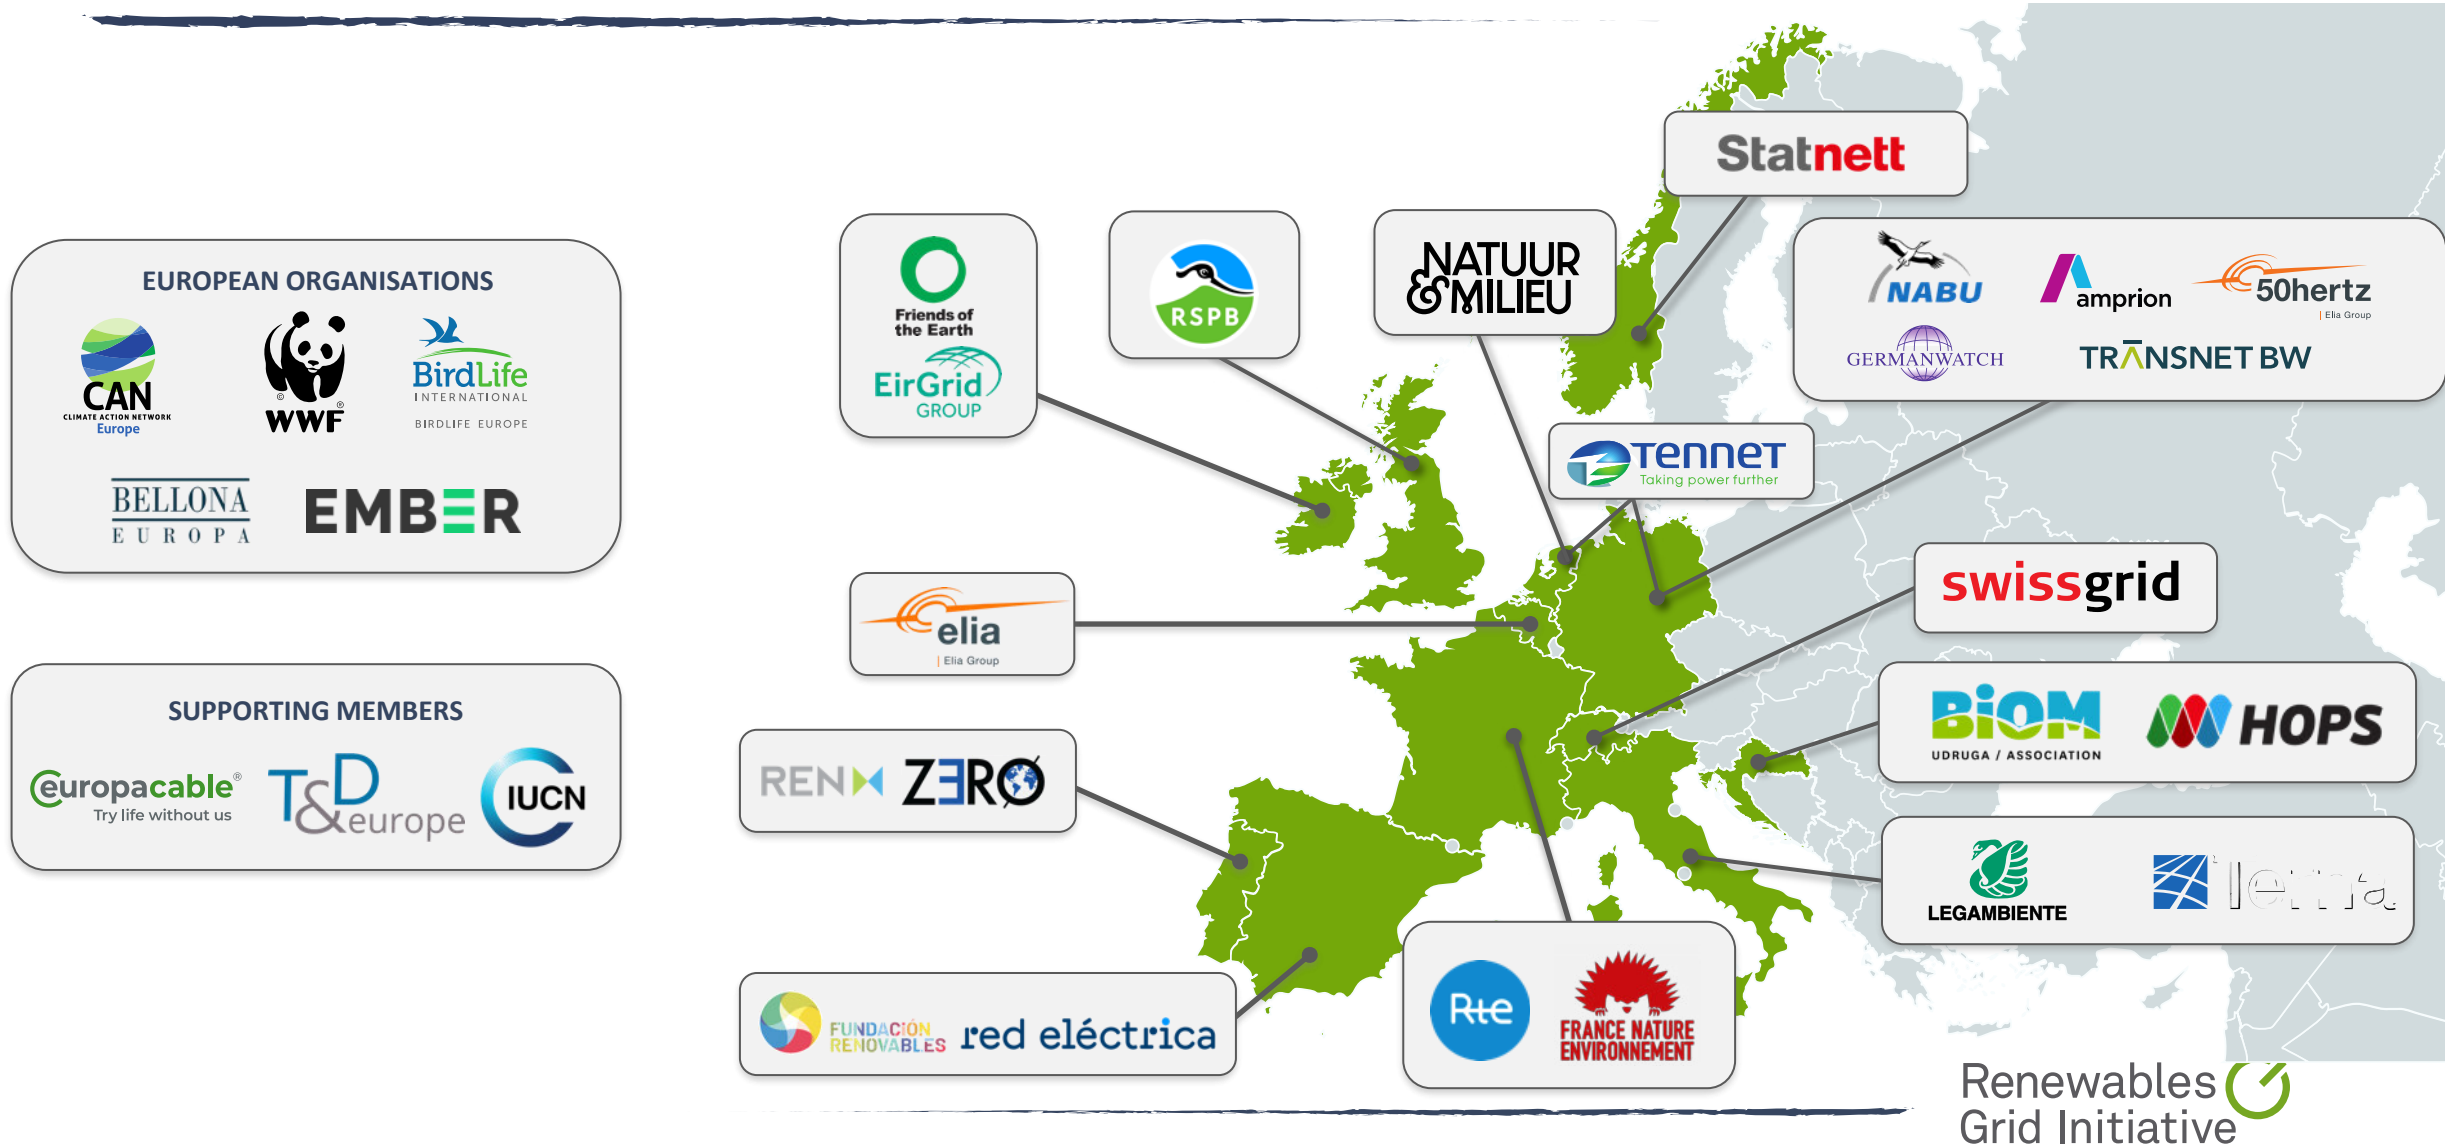 Statnett
Friends of
the Earth
EirGrid
GROUP
RSPB
NATUUR
&MILIEU
NABU
amprion
50hertz
| Elia Group
GERMANWATCH
TRANSNET BW
EUROPEAN ORGANISATIONS
CAN
CLIMATE ACTION NETWORK
Europe
©
WWF
®
BirdLife
INTERNATIONAL
BIRDLIFE EUROPE
BELLONA
EUROPA
EMBER
TenneT
Taking power further
swissgrid
elia
| Elia Group
SUPPORTING MEMBERS
europacable®
Try life without us
T&D
europe
IUCN
REN
ZERO
BiOM
UDRUGA / ASSOCIATION
HOPS
LEGAMBIENTE
Terna
FUNDACIÓN
RENOVABLES
red eléctrica
Rte
FRANCE NATURE
ENVIRONNEMENT
Renewables
Grid Initiative